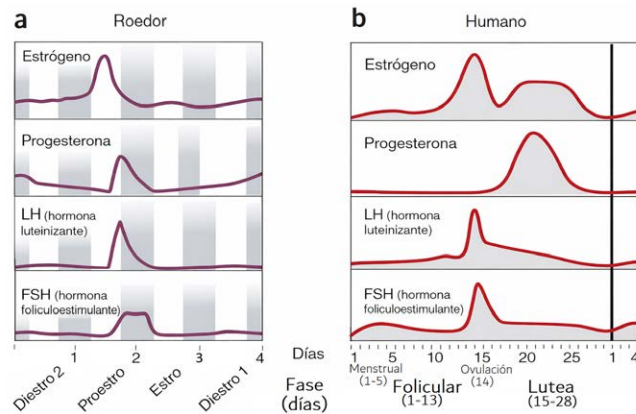 a
Roedor
Estrógeno
Progesterona
LH (hormona
luteinizante)
FSH (hormona
foliculoestimulante)
1 2 3 4
Diestro 2 Proestro Estro Diestro 1
Días
Fase
(días)
b
Humano
Estrógeno
Progesterona
LH (hormona
luteinizante)
FSH (hormona
foliculoestimulante)
1 5 10 15 20 25 1 4
Menstrual
(1-5)
Folicular
(1-13)
Ovulación
(14)
Lutea
(15-28)